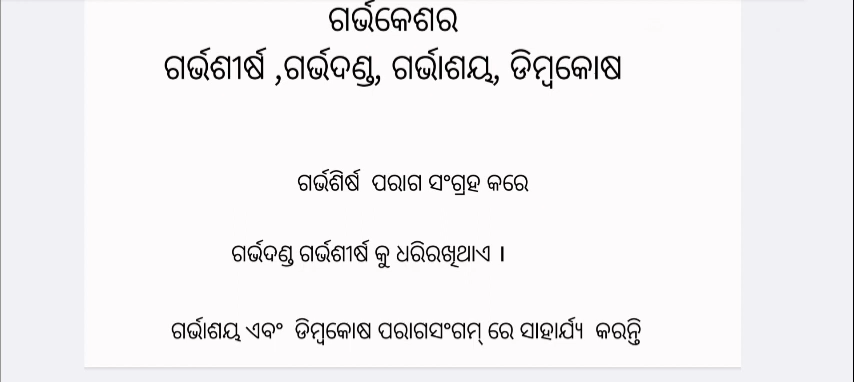 ଗର୍ଭକେଶର
ଗର୍ଭଶୀର୍ଷ ,ଗର୍ଭଦଣ୍ଡ, ଗର୍ଭାଶୟ, ଡିମ୍ବକୋଷ
ଗର୍ଭଶିର୍ଷ ପରାଗ ସଂଗ୍ରହ କରେ
ଗର୍ଭଦଣ୍ଡ ଗର୍ଭଶୀର୍ଷ କୁ ଧରିରଖିଥାଏ ।
ଗର୍ଭାଶୟ ଏବଂ ଡିମ୍ବକୋଷ ପରାଗସଂଗମ୍ ରେ ସାହାର୍ଯ୍ୟ କରନ୍ତି